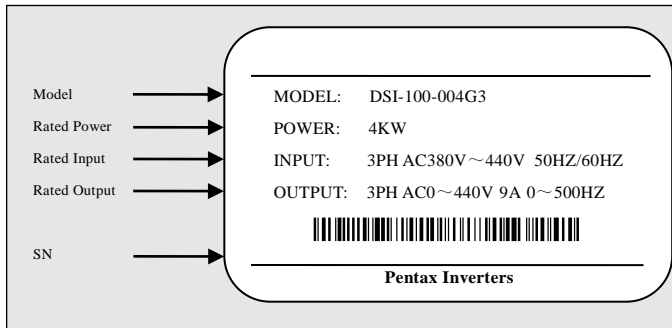 Model
MODEL: DSI-100-004G3
Rated Power
POWER: 4KW
Rated Input
INPUT: 3PH AC380V～440V 50HZ/60HZ
Rated Output
OUTPUT: 3PH AC0～440V 9A 0～500HZ
SN
Pentax Inverters